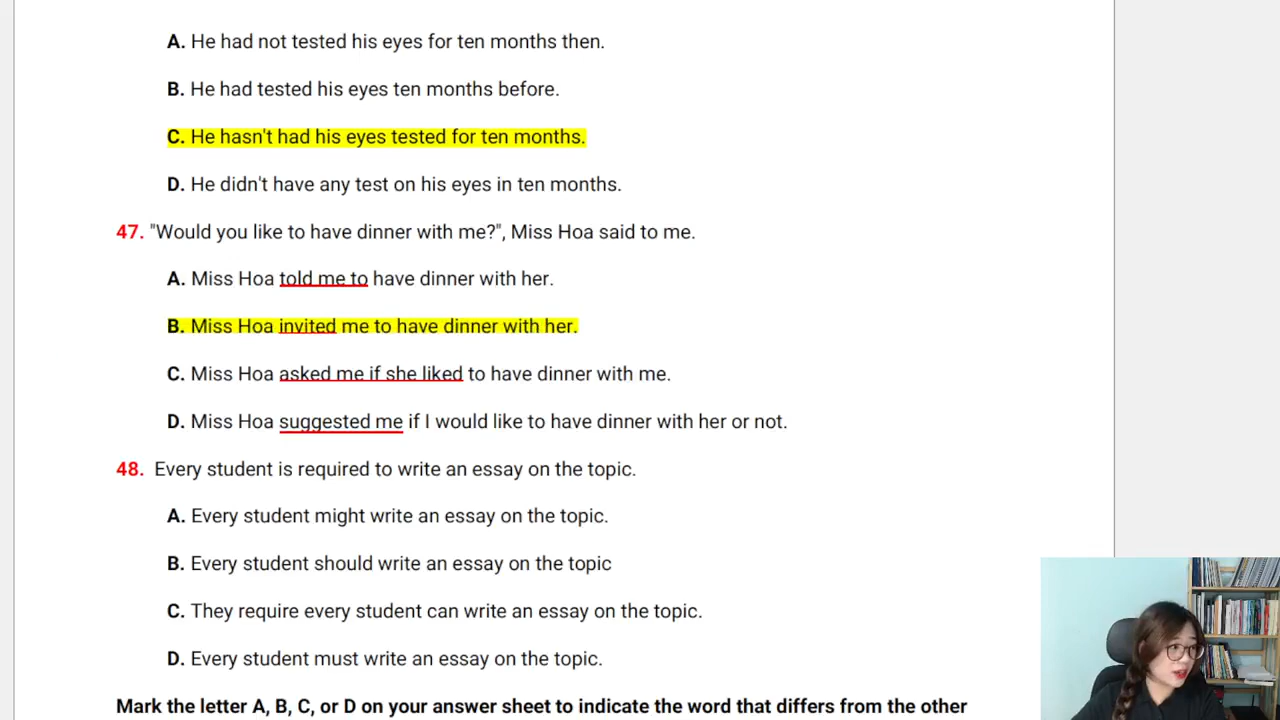 A. He had not tested his eyes for ten months then.
B. He had tested his eyes ten months before.
C. He hasn't had his eyes tested for ten months.
D. He didn't have any test on his eyes in ten months.
47. "Would you like to have dinner with me?", Miss Hoa said to me.
A. Miss Hoa told me to have dinner with her.
B. Miss Hoa invited me to have dinner with her.
C. Miss Hoa asked me if she liked to have dinner with me.
D. Miss Hoa suggested me if I would like to have dinner with her or not.
48. Every student is required to write an essay on the topic.
A. Every student might write an essay on the topic.
B. Every student should write an essay on the topic
C. They require every student can write an essay on the topic.
D. Every student must write an essay on the topic.
Mark the letter A, B, C, or D on your answer sheet to indicate the word that differs from the other